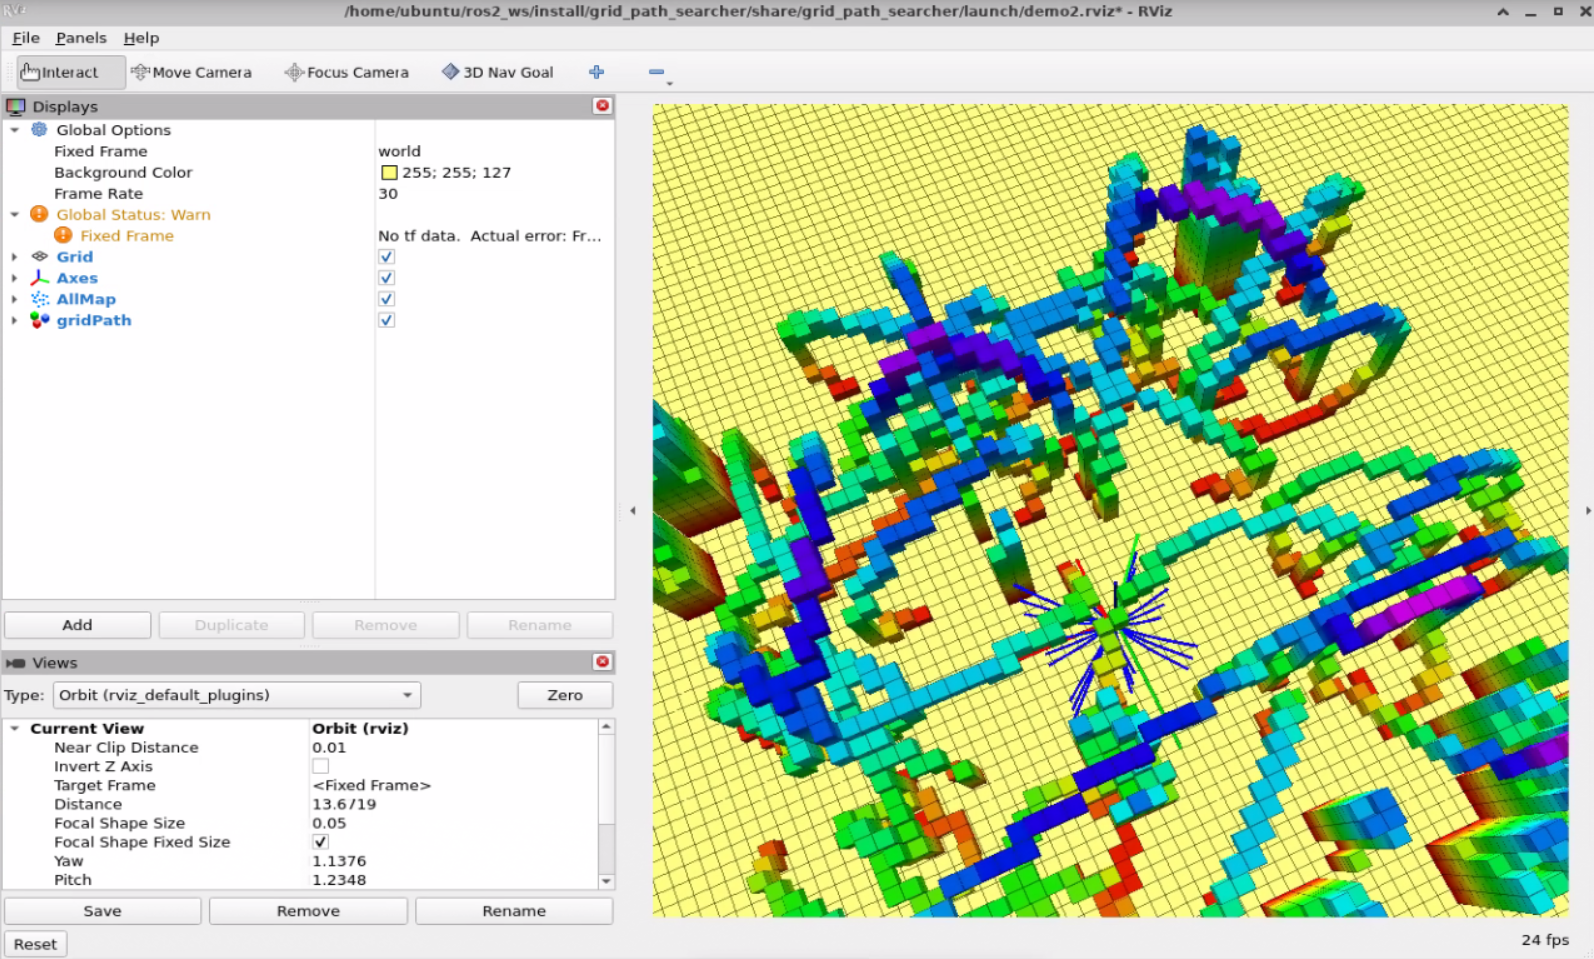 RViz
/home/ubuntu/ros2_ws/install/grid_path_searcher/share/grid_path_searcher/launch/demo2.rviz* - RViz
File Panels Help
Interact Move Camera Focus Camera 3D Nav Goal
Displays
Global Options
Fixed Frame world
Background Color 255; 255; 127
Frame Rate 30
Global Status: Warn
Fixed Frame No tf data. Actual error: Fr...
Grid
Axes
AllMap
gridPath
Add Duplicate Remove Rename
Views
Type: Orbit (rviz_default_plugins) Zero
Current View Orbit (rviz)
Near Clip Distance 0.01
Invert Z Axis
Target Frame <Fixed Frame>
Distance 13.6719
Focal Shape Size 0.05
Focal Shape Fixed Size
Yaw 1.1376
Pitch 1.2348
Save Remove Rename
Reset
24 fps